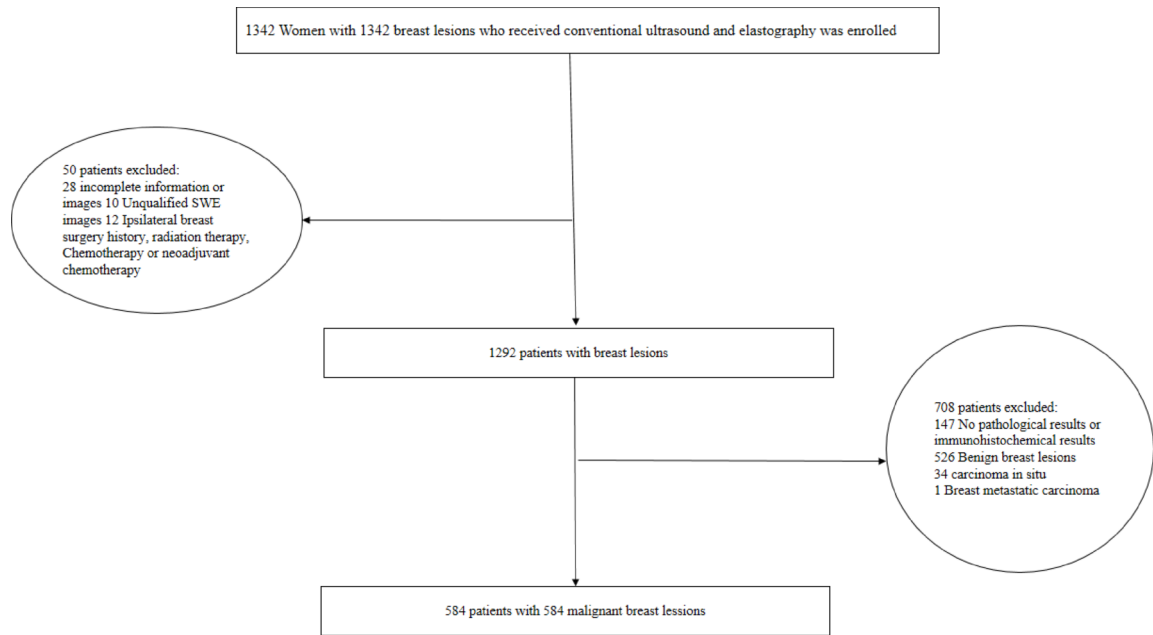 1342 Women with 1342 breast lesions who received conventional ultrasound and elastography was enrolled
50 patients excluded:
28 incomplete information or
images 10 Unqualified SWE
images 12 Ipsilateral breast
surgery history, radiation therapy,
Chemotherapy or neoadjuvant
chemotherapy
1292 patients with breast lesions
708 patients excluded:
147 No pathological results or
immunohistochemical results
526 Benign breast lesions
34 carcinoma in situ
1 Breast metastatic carcinoma
584 patients with 584 malignant breast lessions